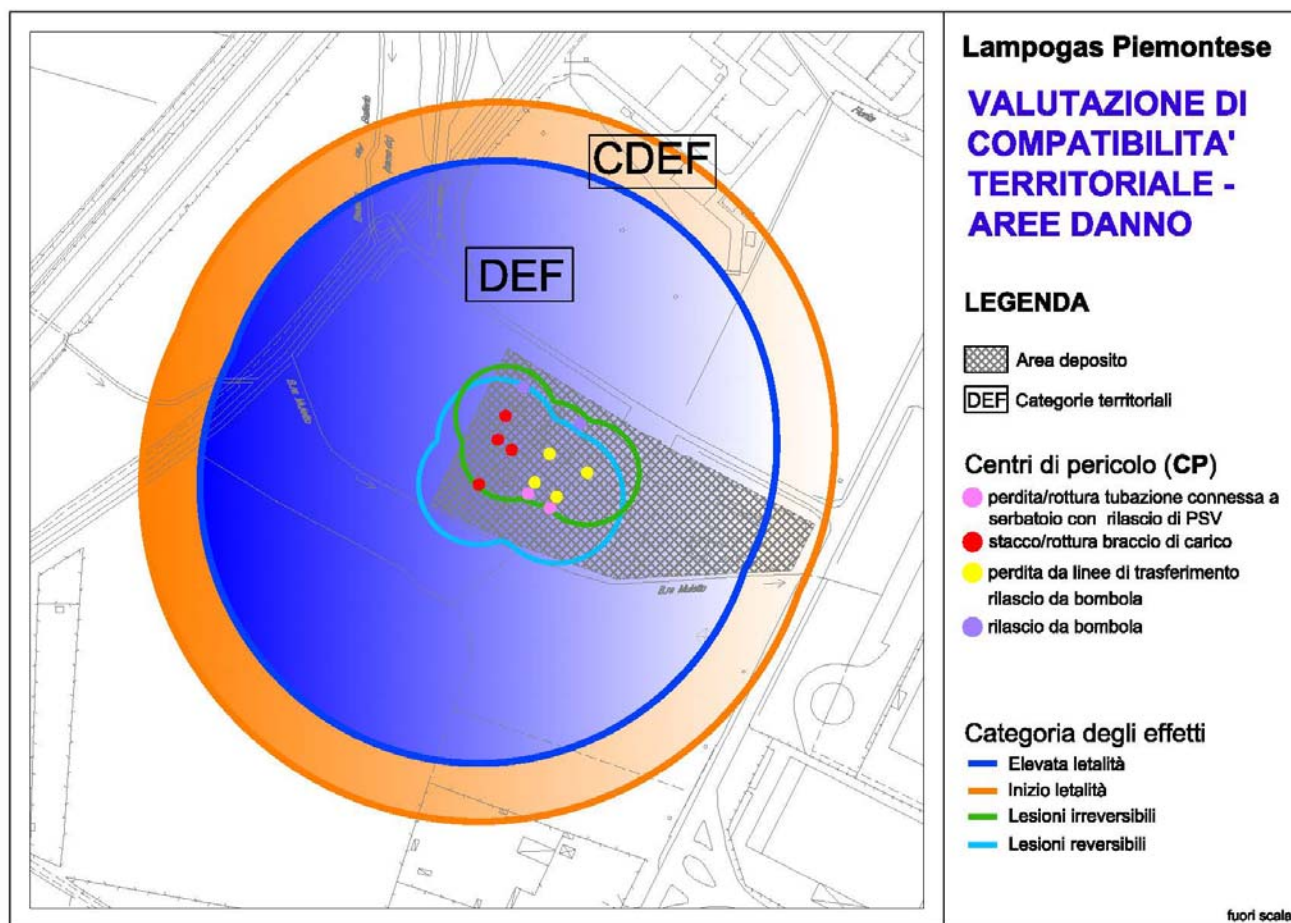 Lampogas Piemontese
VALUTAZIONE DI
COMPATIBILITA'
TERRITORIALE -
AREE DANNO
LEGENDA
Area deposito
DEF Categorie territoriali
Centri di pericolo (CP)
perdita/rottura tubazione connessa a
serbatoio con rilascio di PSV
stacco/rottura braccio di carico
perdita da linee di trasferimento
rilascio da bombola
rilascio da bombola
Categoria degli effetti
Elevata letalità
Inizio letalità
Lesioni irreversibili
Lesioni reversibili
fuori scala
CDEF
DEF